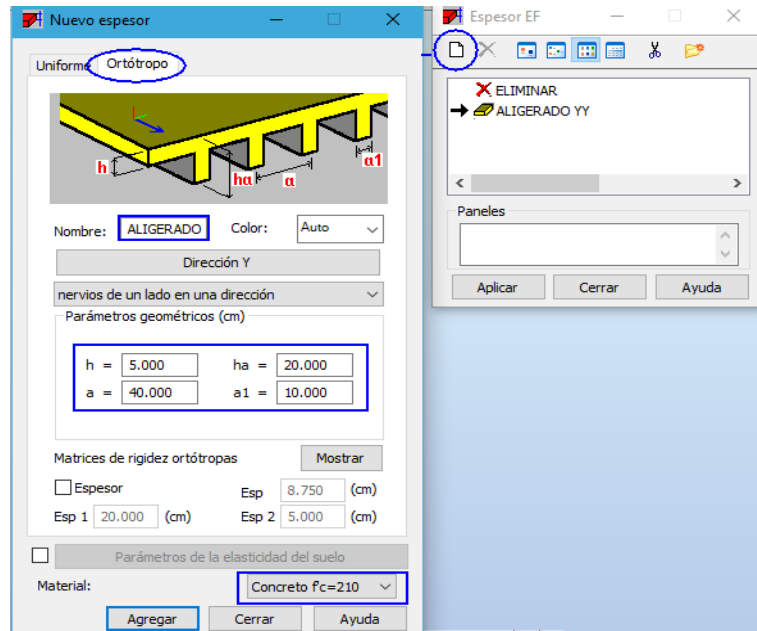 Nuevo espesor
Uniforme Ortótropo
h ha a a1
Nombre: ALIGERADO Color: Auto
Dirección Y
nervios de un lado en una dirección
Parámetros geométricos (cm)
h = 5.000 ha = 20.000
a = 40.000 a1 = 10.000
Matrices de rigidez ortótropas Mostrar
Espesor Esp 8.750 (cm)
Esp 1 20.000 (cm) Esp 2 5.000 (cm)
Parámetros de la elasticidad del suelo
Material: Concreto f'c=210
Agregar Cerrar Ayuda
Espesor EF
ELIMINAR
ALIGERADO YY
Paneles
Aplicar Cerrar Ayuda